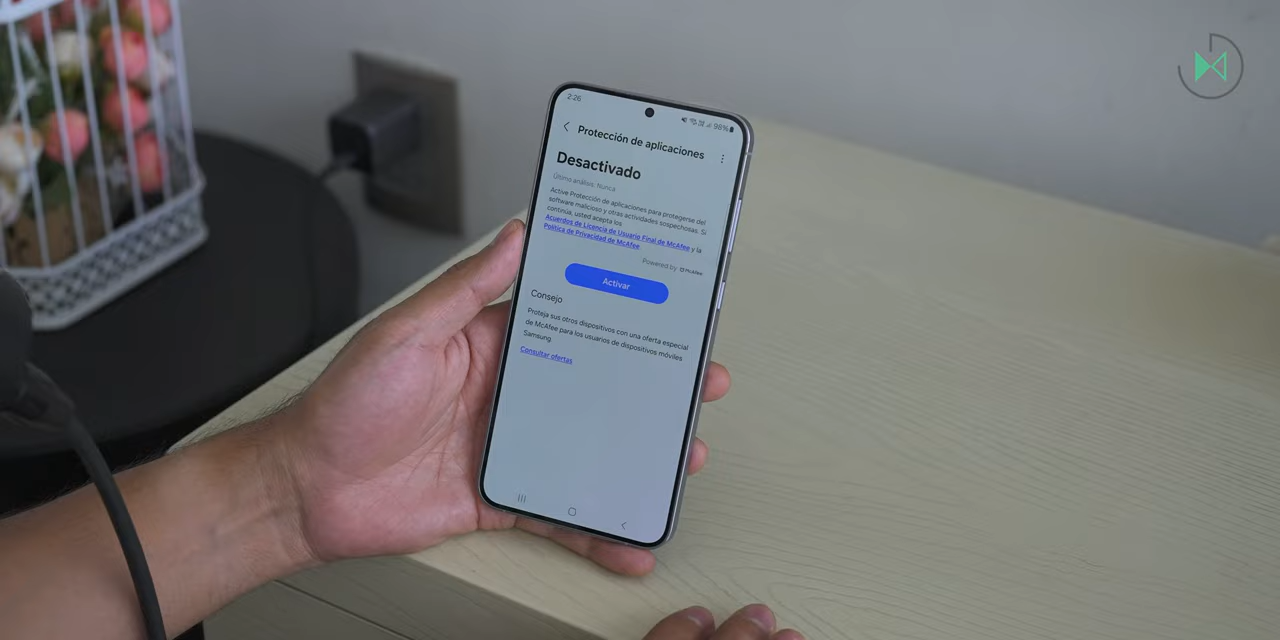 2:26
98%
Protección de aplicaciones
Desactivado
Último análisis: Nunca
Active Protección de aplicaciones para protegerse del
software malicioso y otras actividades sospechosas. Si
continúa, usted acepta los
Acuerdos de Licencia de Usuario Final de McAfee y la
Política de Privacidad de McAfee
Powered by McAfee
Activar
Consejo
Proteja sus otros dispositivos con una oferta especial
de McAfee para los usuarios de dispositivos móviles
Samsung.
Consultar ofertas